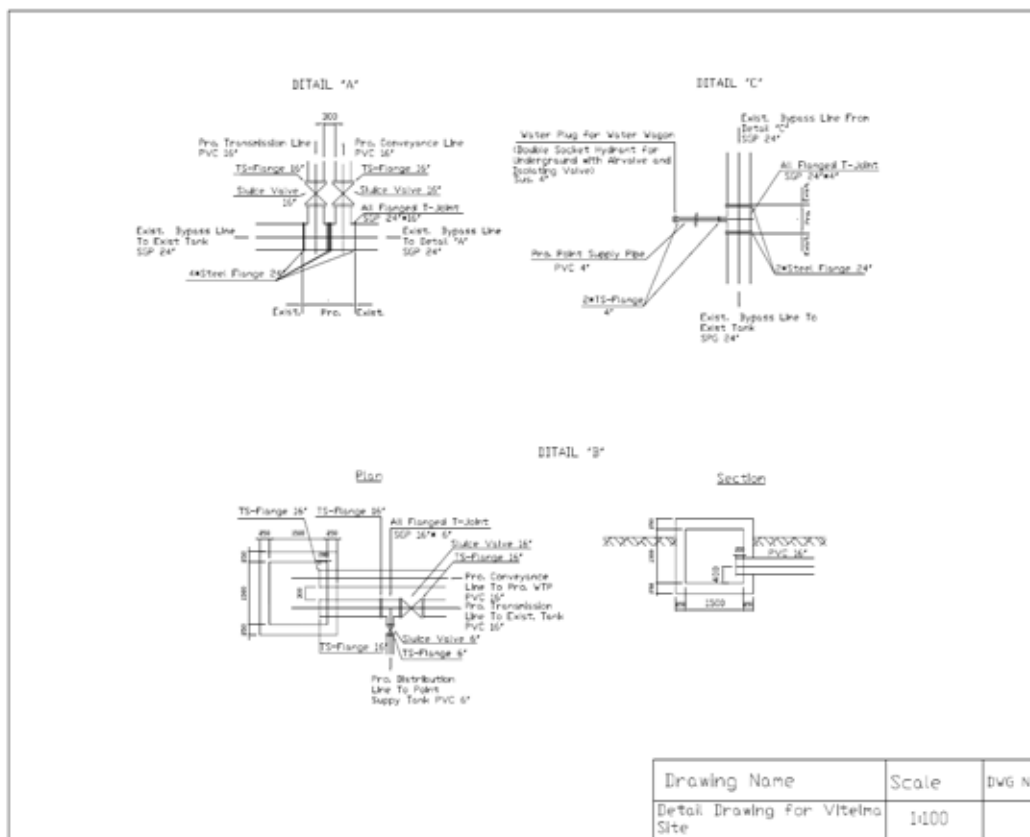 DETAIL "A"
300
Pro. Transmission Line
PVC 16"
Pro. Conveyance Line
PVC 16"
TS-Flange 16"
TS-Flange 16"
Sluice Valve
16"
Sluice Valve 16"
All Flanged T-Joint
SGP 24"*16"
Exist. Bypass Line
To Exist Tank
SGP 24"
Exist. Bypass Line
To Detail "A"
SGP 24"
4*Steel Flange 24"
Exist. Pro. Exist.
DETAIL "C"
Exist. Bypass Line From
Detail "C"
SGP 24"
Water Plug for Water Wagon
(Double Socket Hydrant for
Underground with Airvalve and
Isolating Valve)
Sus. 4"
All Flanged T-Joint
SGP 24"*4"
Exist.
Pro.
Exist.
Pro. Point Supply Pipe
PVC 4"
2*Steel Flange 24"
2*TS-Flange
4"
Exist. Bypass Line To
Exist Tank
SPG 24"
DETAIL "B"
Plan
TS-Flange 16" TS-Flange 16"
All Flanged T-Joint
SGP 16"* 6"
Sluice Valve 16"
TS-Flange 16"
Pro. Conveyance
Line To Pro. WTP
PVC 16"
Pro. Transmission
Line To Exist. Tank
PVC 16"
Sluice Valve 6"
TS-Flange 16"
TS-Flange 6"
Pro. Distribution
Line To Point
Suppy Tank PVC 6"
Section
PVC 16"
400
1500
Drawing Name
Scale
DWG N
Detail Drawing for Vitelma
Site
1:100